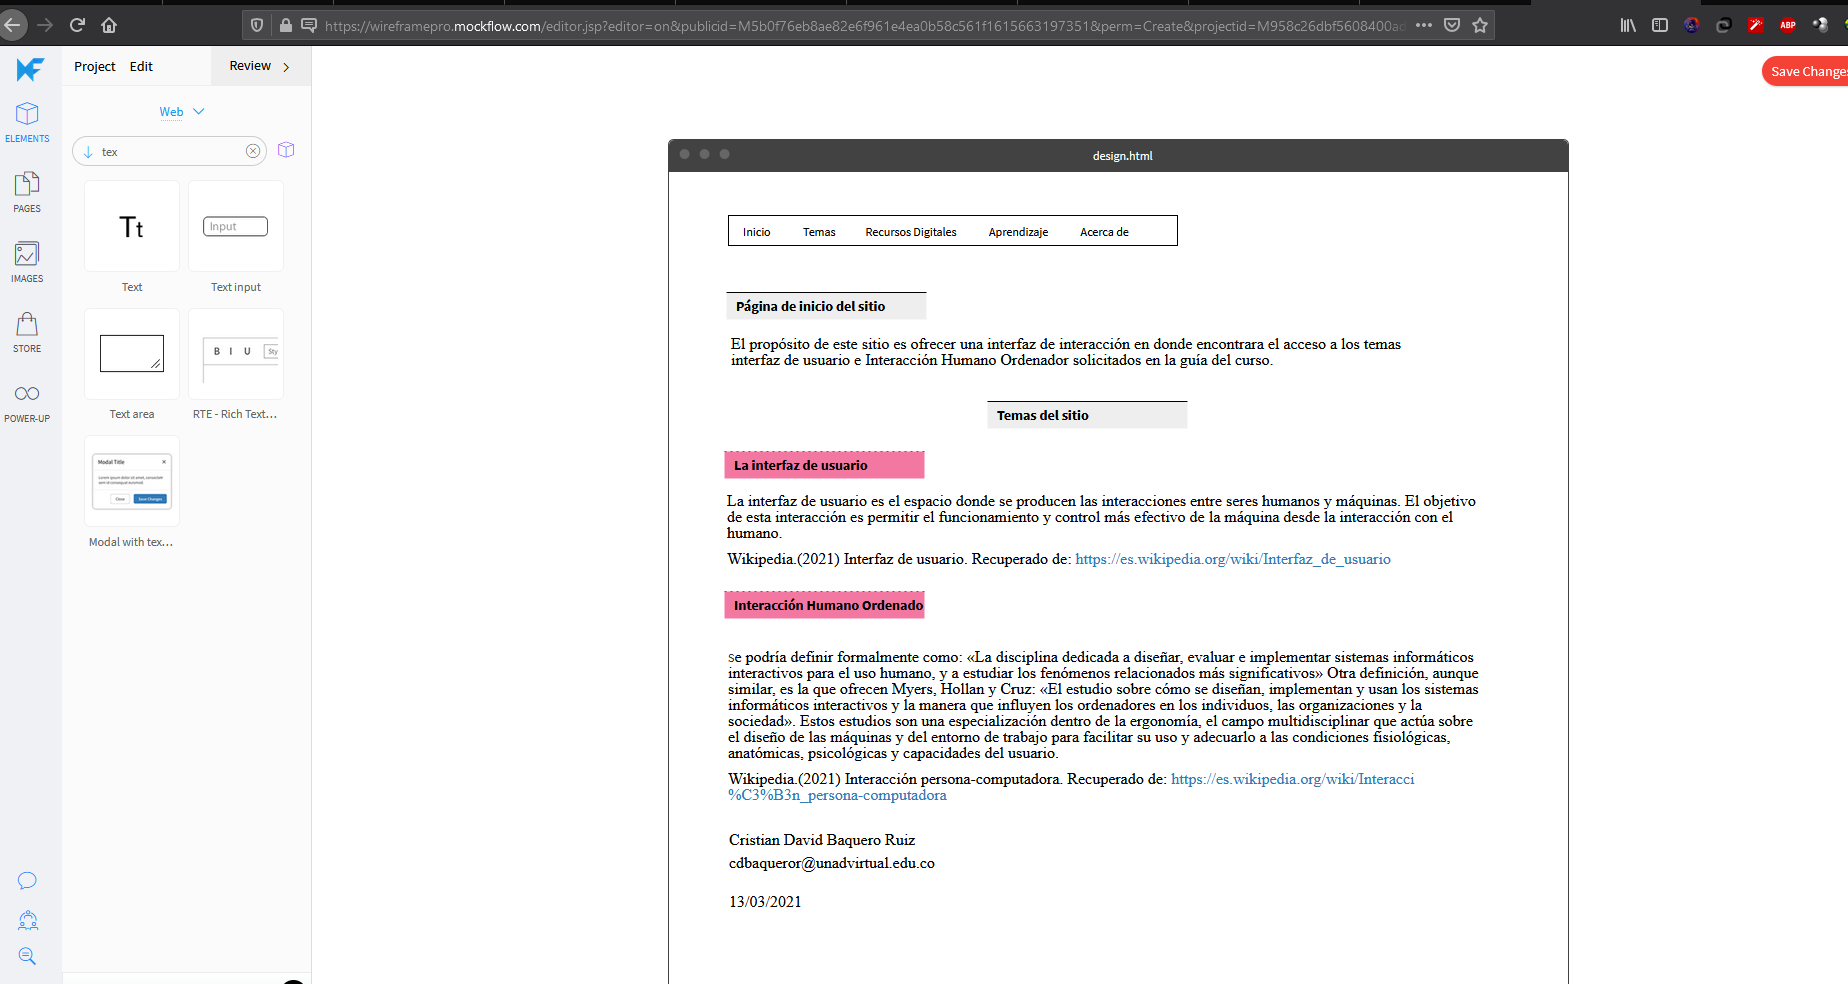 https://wireframepro.mockflow.com/editor.jsp?editor=on&publicid=M5b0f76eb8ae82e6f961e4ea0b58c561f1615663197351&perm=Create&projectid=M958c26dbf5608400ad
ABP
Project Edit Review
Save Changes
Web
ELEMENTS
tex
PAGES
Tt
Input
IMAGES
Text
Text input
STORE
B I U Sty
POWER-UP
Text area
RTE - Rich Text...
Modal Title
Lorem ipsum dolor sit amet, consectetur
Close
Save Changes
Modal with tex...
design.html
Inicio Temas Recursos Digitales Aprendizaje Acerca de
Página de inicio del sitio
El propósito de este sitio es ofrecer una interfaz de interacción en donde encontrara el acceso a los temas
interfaz de usuario e Interacción Humano Ordenador solicitados en la guía del curso.
Temas del sitio
La interfaz de usuario
La interfaz de usuario es el espacio donde se producen las interacciones entre seres humanos y máquinas. El objetivo
de esta interacción es permitir el funcionamiento y control más efectivo de la máquina desde la interacción con el
humano.
Wikipedia.(2021) Interfaz de usuario. Recuperado de: https://es.wikipedia.org/wiki/Interfaz_de_usuario
Interacción Humano Ordenado
Se podría definir formalmente como: «La disciplina dedicada a diseñar, evaluar e implementar sistemas informáticos
interactivos para el uso humano, y a estudiar los fenómenos relacionados más significativos» Otra definición, aunque
similar, es la que ofrecen Myers, Hollan y Cruz: «El estudio sobre cómo se diseñan, implementan y usan los sistemas
informáticos interactivos y la manera que influyen los ordenadores en los individuos, las organizaciones y la
sociedad». Estos estudios son una especialización dentro de la ergonomía, el campo multidisciplinar que actúa sobre
el diseño de las máquinas y del entorno de trabajo para facilitar su uso y adecuarlo a las condiciones fisiológicas,
anatómicas, psicológicas y capacidades del usuario.
Wikipedia.(2021) Interacción persona-computadora. Recuperado de: https://es.wikipedia.org/wiki/Interacci
%C3%B3n_persona-computadora
Cristian David Baquero Ruiz
cdbaqueror@unadvirtual.edu.co
13/03/2021